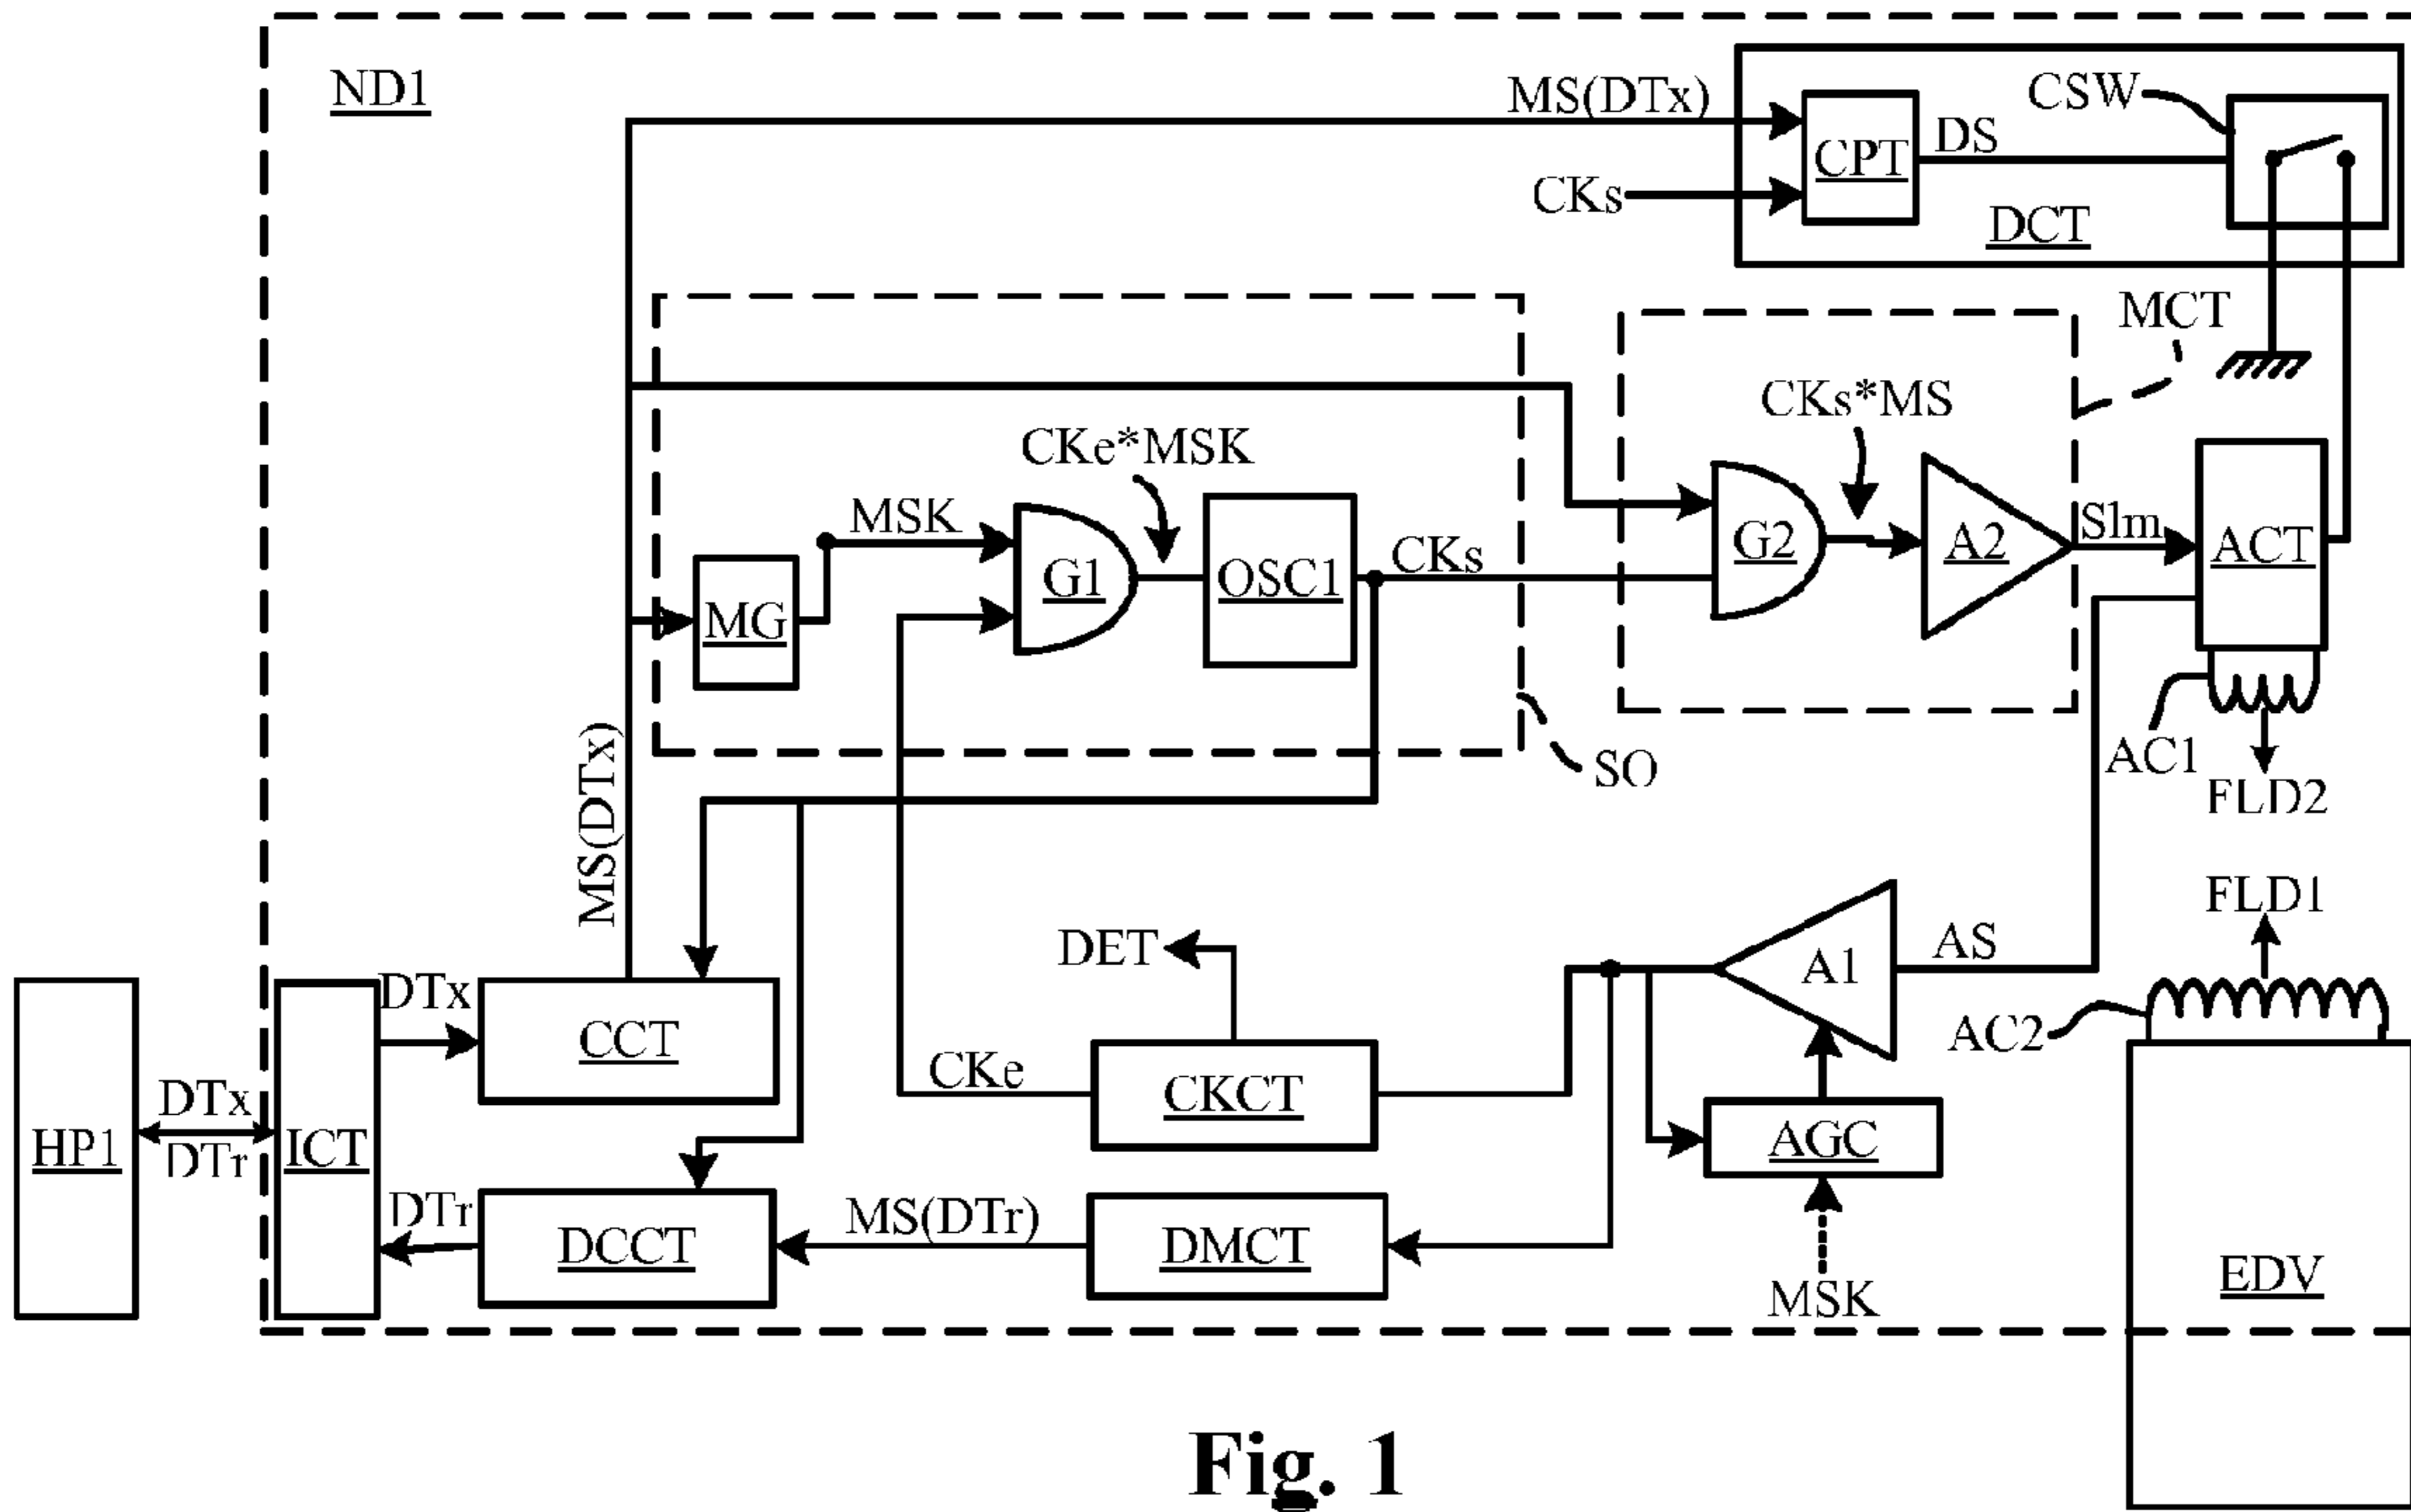 ND1
MS(DTx)
CSW
CPT
DS
CKs
DCT
MCT
CKs*MS
CKe*MSK
MSK
G1
OSC1
CKs
G2
A2
Slm
ACT
MG
MS(DTx)
SO
AC1
FLD2
FLD1
DET
A1
AS
DTx
CCT
AC2
CKe
CKCT
HP1
DTx
DTr
ICT
AGC
DTr
DCCT
MS(DTr)
DMCT
MSK
EDV
Fig. 1